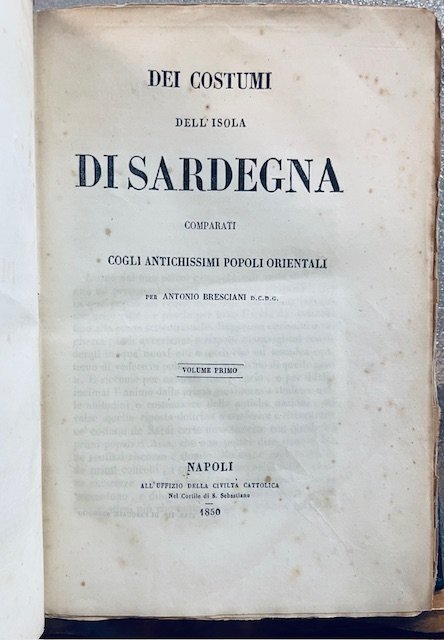 DEI COSTUMI
DELL'ISOLA
DI SARDEGNA
COMPARATI
COGLI ANTICHISSIMI POPOLI ORIENTALI
PER ANTONIO BRESCIANI D.C.D.G.
VOLUME PRIMO
NAPOLI
ALL'UFFIZIO DELLA CIVILTÀ CATTOLICA
Nel Cortile di S. Sebastiano
1850